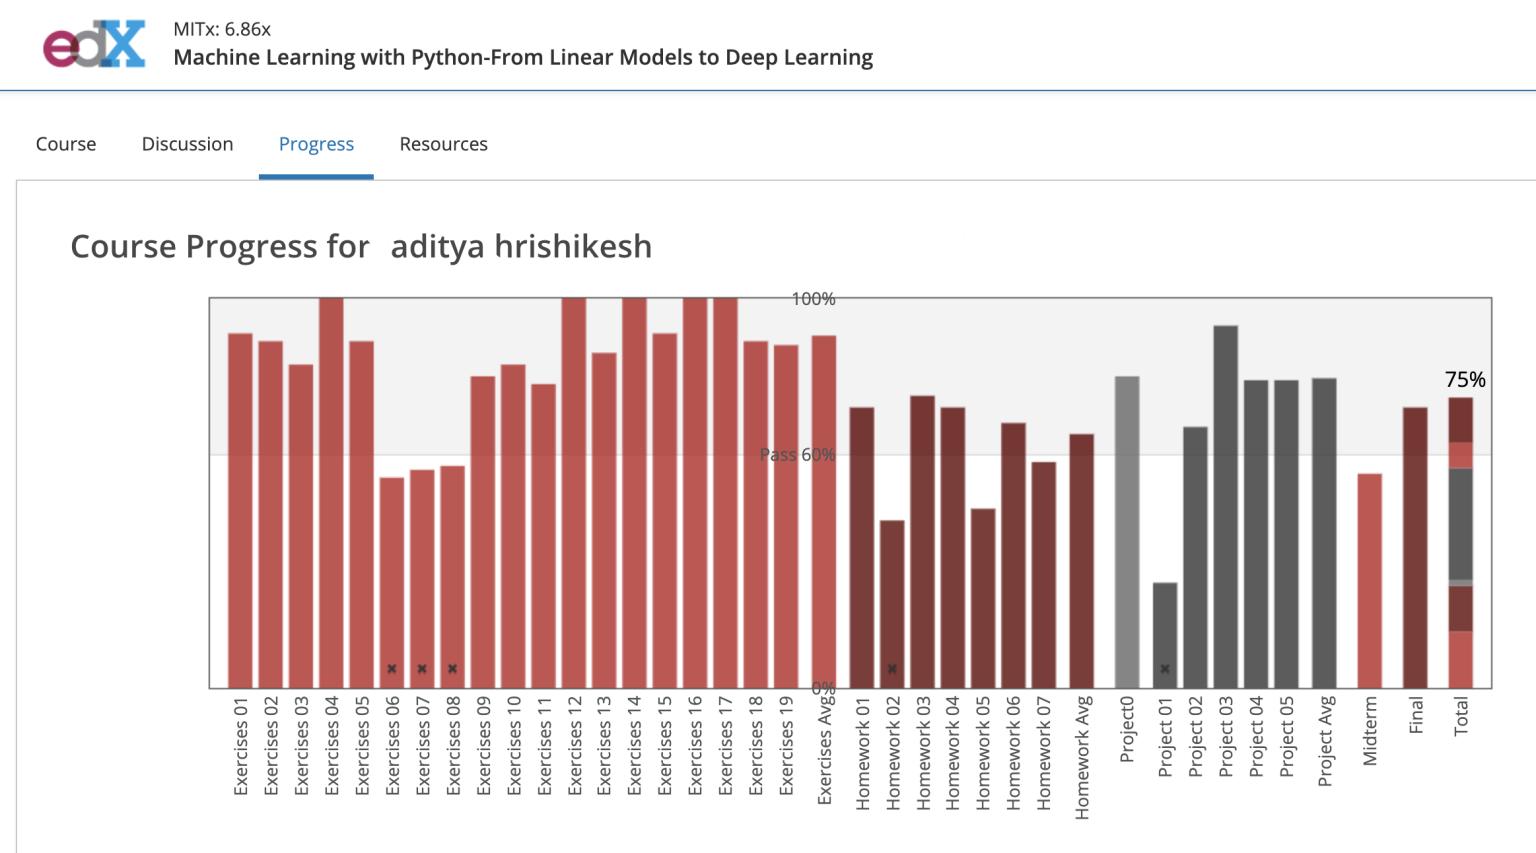 edX
MITx: 6.86x
Machine Learning with Python-From Linear Models to Deep Learning
Course Discussion Progress Resources
Course Progress for aditya hrishikesh
100%
75%
Pass 60%
0%
Exercises 01
Exercises 02
Exercises 03
Exercises 04
Exercises 05
Exercises 06
Exercises 07
Exercises 08
Exercises 09
Exercises 10
Exercises 11
Exercises 12
Exercises 13
Exercises 14
Exercises 15
Exercises 16
Exercises 17
Exercises 18
Exercises 19
Exercises Avg
Homework 01
Homework 02
Homework 03
Homework 04
Homework 05
Homework 06
Homework 07
Homework Avg
Project0
Project 01
Project 02
Project 03
Project 04
Project 05
Project Avg
Midterm
Final
Total